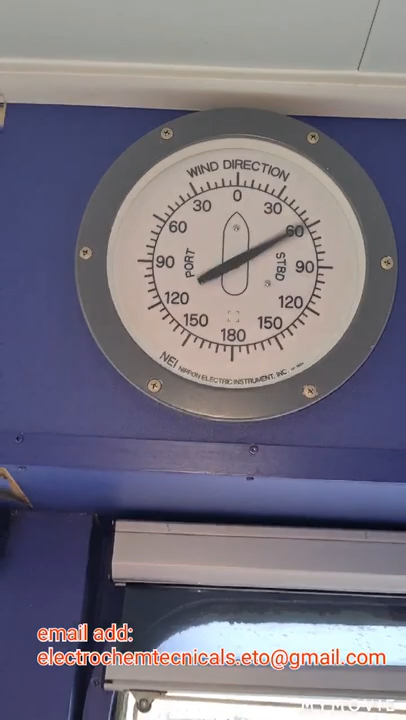 WIND DIRECTION
0
30 30
60 60
PORT STBD
90 90
120 120
150 150
180
NEI NIPPON ELECTRIC INSTRUMENT, INC.
email add:
electrochemtecnicals.eto@gmail.com